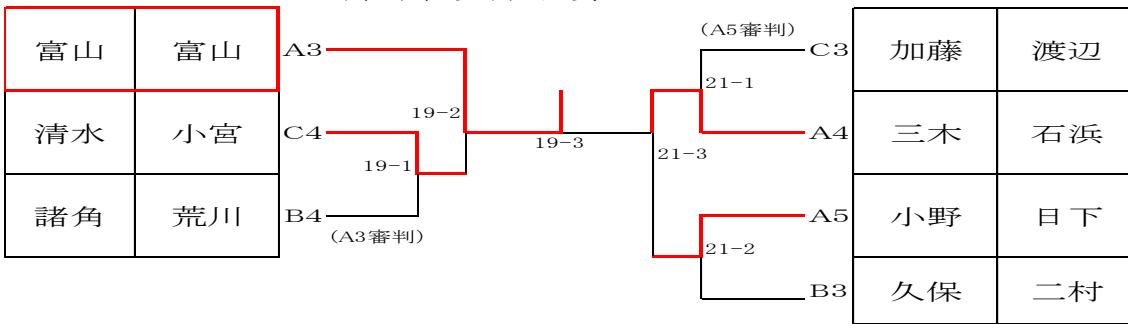 (A5審判)
富山 富山 A3
C3 加藤 渡辺
21-1
19-2
清水 小宮 C4
19-3
A4 三木 石浜
21-3
19-1
諸角 荒川 B4
A5 小野 日下
(A3審判)
21-2
B3 久保 二村